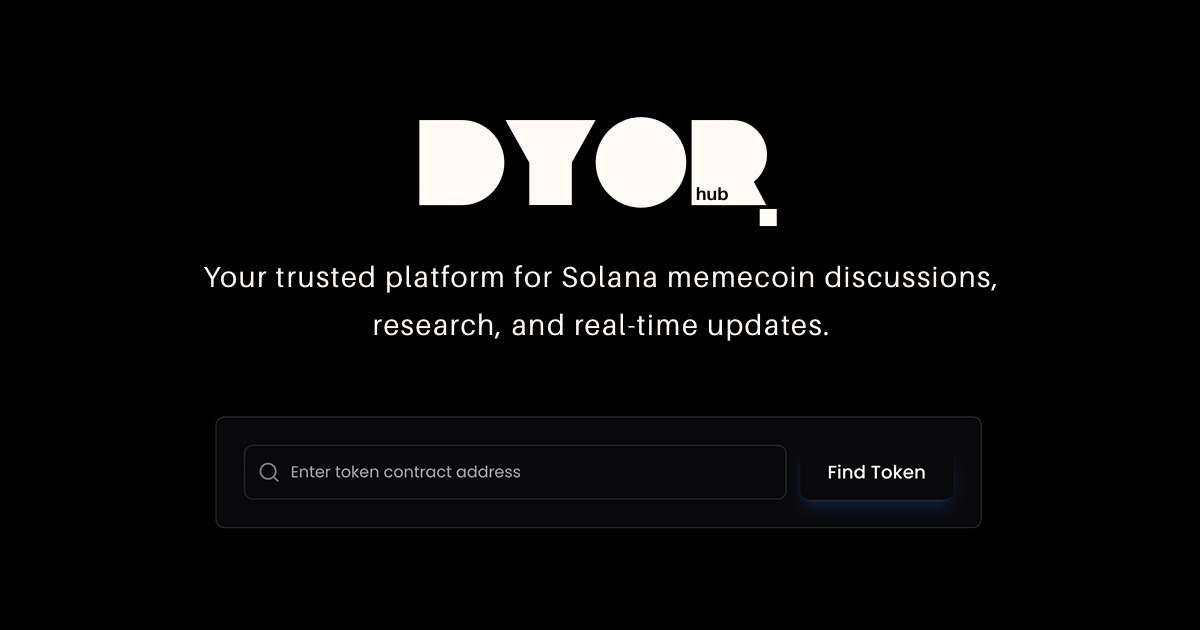 DYOR
hub
Your trusted platform for Solana memecoin discussions,
research, and real-time updates.
Enter token contract address
Find Token